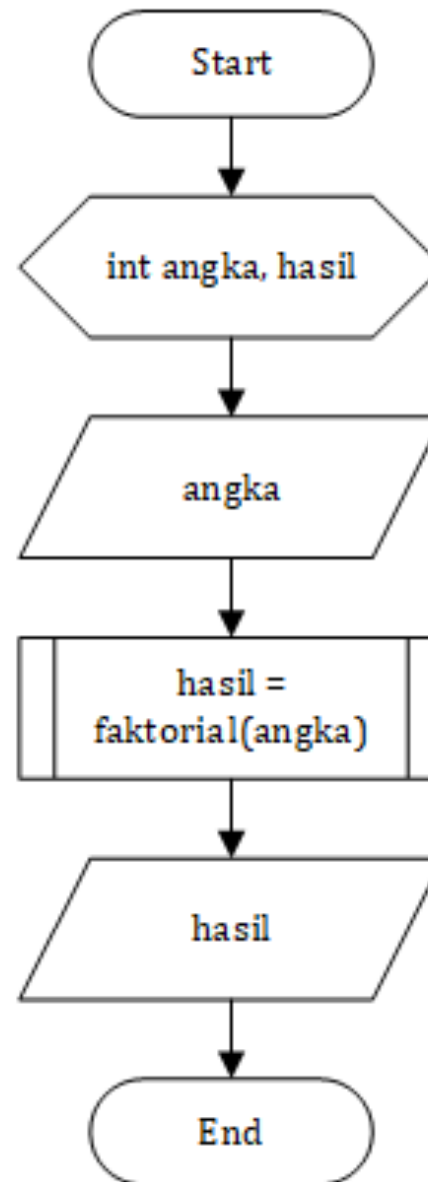 Start
int angka, hasil
angka
hasil =
faktorial(angka)
hasil
End